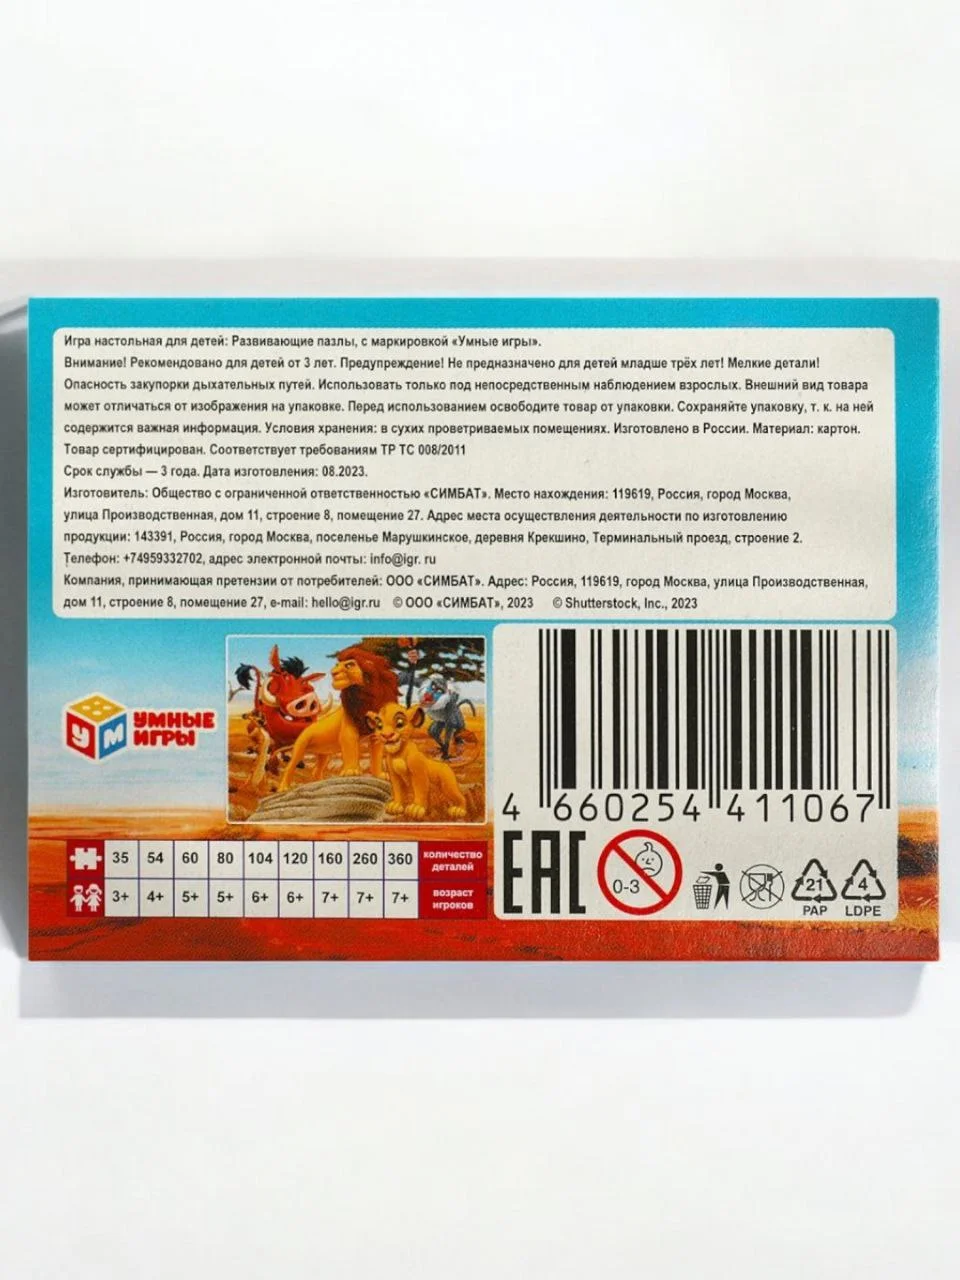 Игра настольная для детей: Развивающие пазлы, с маркировкой «Умные игры».
Внимание! Рекомендовано для детей от 3 лет. Предупреждение! Не предназначено для детей младше трёх лет! Мелкие детали!
Опасность закупорки дыхательных путей. Использовать только под непосредственным наблюдением взрослых. Внешний вид товара
может отличаться от изображения на упаковке. Перед использованием освободите товар от упаковки. Сохраняйте упаковку, т. к. на ней
содержится важная информация. Условия хранения: в сухих проветриваемых помещениях. Изготовлено в России. Материал: картон.
Товар сертифицирован. Соответствует требованиям ТР ТС 008/2011
Срок службы — 3 года. Дата изготовления: 08.2023.
Изготовитель: Общество с ограниченной ответственностью «СИМБАТ». Место нахождения: 119619, Россия, город Москва,
улица Производственная, дом 11, строение 8, помещение 27. Адрес места осуществления деятельности по изготовлению
продукции: 143391, Россия, город Москва, поселенье Марушкинское, деревня Крекшино, Терминальный проезд, строение 2.
Телефон: +74959332702, адрес электронной почты: info@igr. ru
Компания, принимающая претензии от потребителей: ООО «СИМБАТ». Адрес: Россия, 119619, город Москва, улица Производственная,
дом 11, строение 8, помещение 27, e-mail: hello@igr.ru © ООО «СИМБАТ», 2023 © Shutterstock, Inc., 2023
УМ УМНЫЕ
ИГРЫ
4 660254 411067
35 54 60 80 104 120 160 260 360 количество деталей
3+ 4+ 5+ 5+ 6+ 6+ 7+ 7+ 7+ возраст игроков
EAC
0-3
21
PAP
4
LDPE